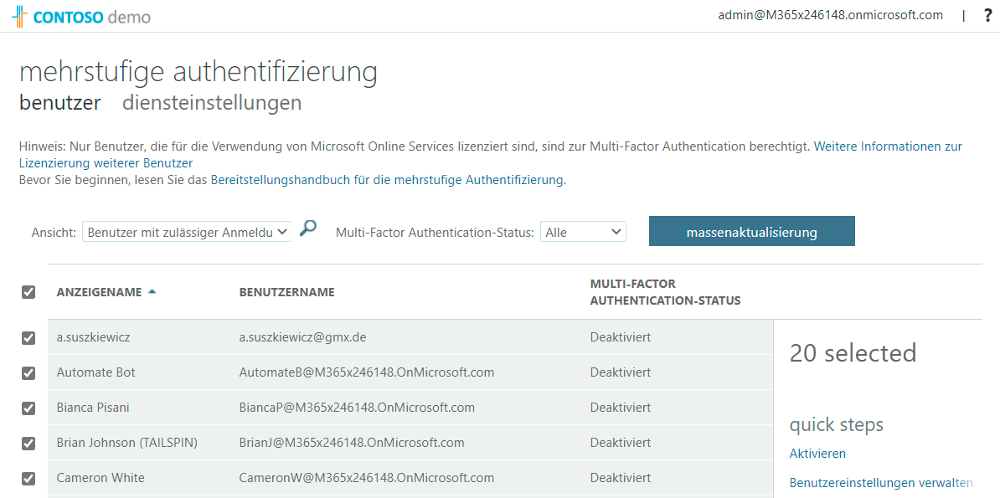 CONTOSO demo
admin@M365x246148.onmicrosoft.com | ?
mehrstufige authentifizierung
benutzer diensteinstellungen
Hinweis: Nur Benutzer, die für die Verwendung von Microsoft Online Services lizenziert sind, sind zur Multi-Factor Authentication berechtigt. Weitere Informationen zur
Lizenzierung weiterer Benutzer
Bevor Sie beginnen, lesen Sie das Bereitstellungshandbuch für die mehrstufige Authentifizierung.
Ansicht: Benutzer mit zulässiger Anmeldu Multi-Factor Authentication-Status: Alle massenaktualisierung
ANZEIGENAME BENUTZERNAME MULTI-FACTOR
AUTHENTICATION-STATUS
a.suszkiewicz a.suszkiewicz@gmx.de Deaktiviert
20 selected
Automate Bot AutomateB@M365x246148.OnMicrosoft.com Deaktiviert
Bianca Pisani BiancaP@M365x246148.OnMicrosoft.com Deaktiviert
quick steps
Brian Johnson (TAILSPIN) BrianJ@M365x246148.OnMicrosoft.com Deaktiviert
Aktivieren
Cameron White CameronW@M365x246148.OnMicrosoft.com Deaktiviert
Benutzereinstellungen verwalten